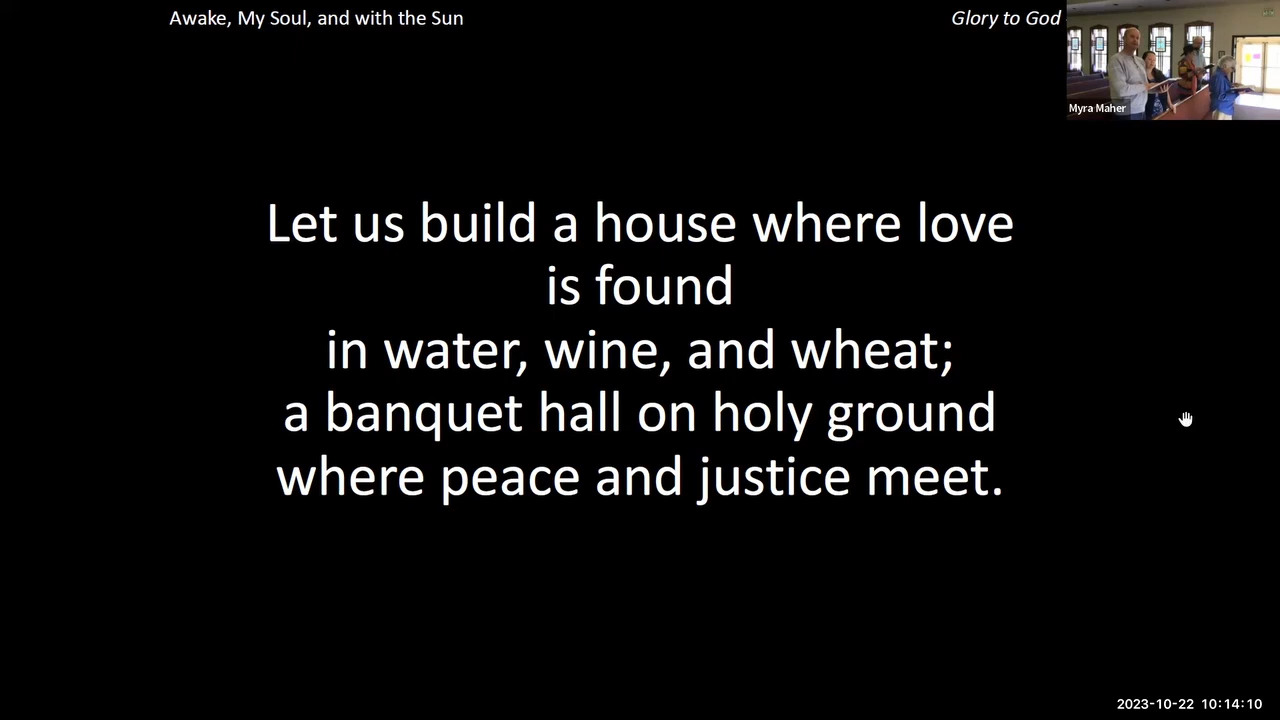 Awake, My Soul, and with the Sun
Glory to God
Myra Maher
Let us build a house where love
is found
in water, wine, and wheat;
a banquet hall on holy ground
where peace and justice meet.
2023-10-22 10:14:10